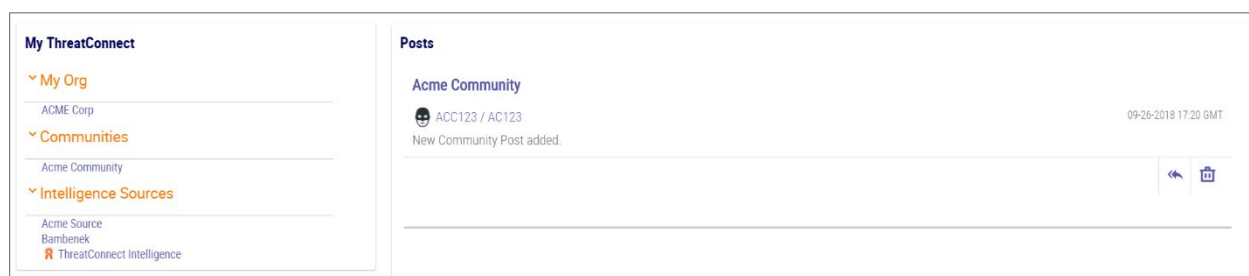 My ThreatConnect
My Org
ACME Corp
Communities
Acme Community
Intelligence Sources
Acme Source
Bambenek
ThreatConnect Intelligence
Posts
Acme Community
ACC123 / AC123
09-26-2018 17:20 GMT
New Community Post added.